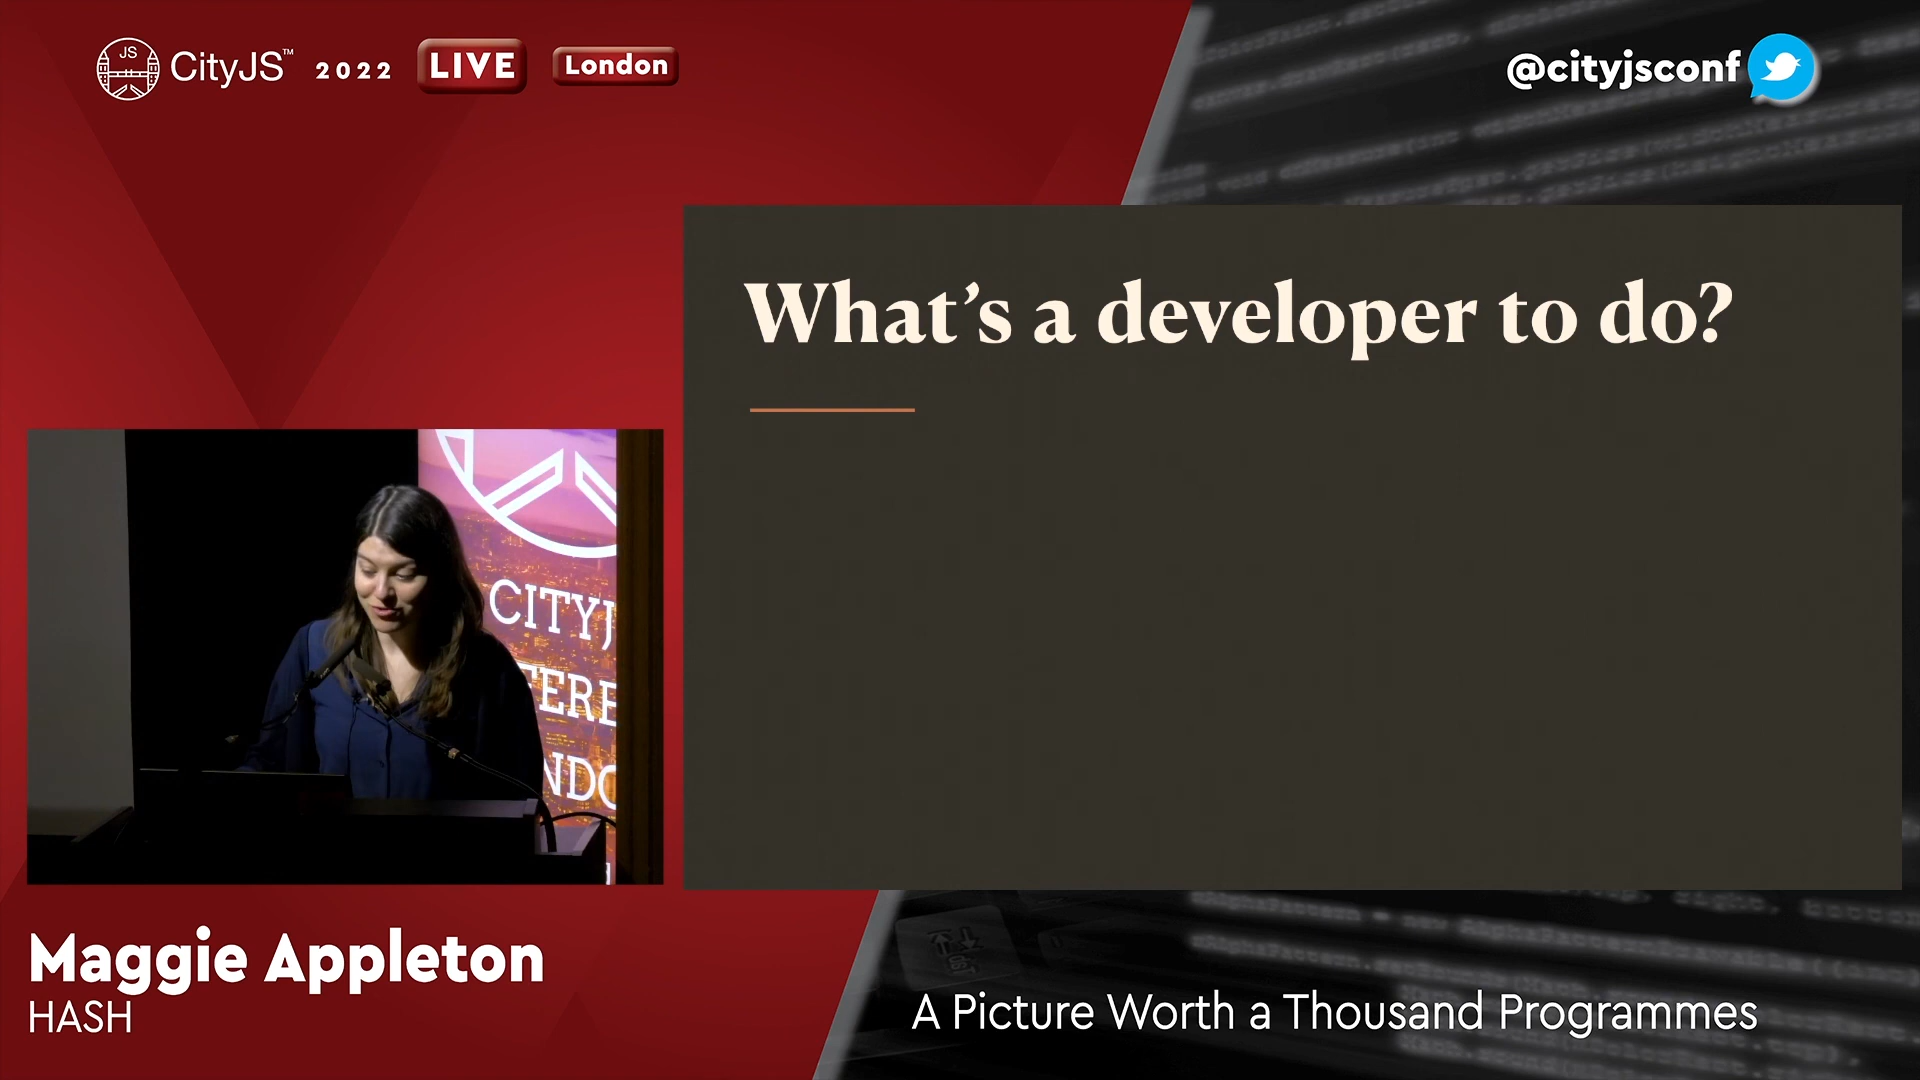 JS
CityJS™ 2022 LIVE London
@cityjsconf
What's a developer to do?
CITYJ
FERE
NDO
Maggie Appleton
HASH
A Picture Worth a Thousand Programmes